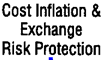 Cost Inflation &
Exchange
Risk Protection